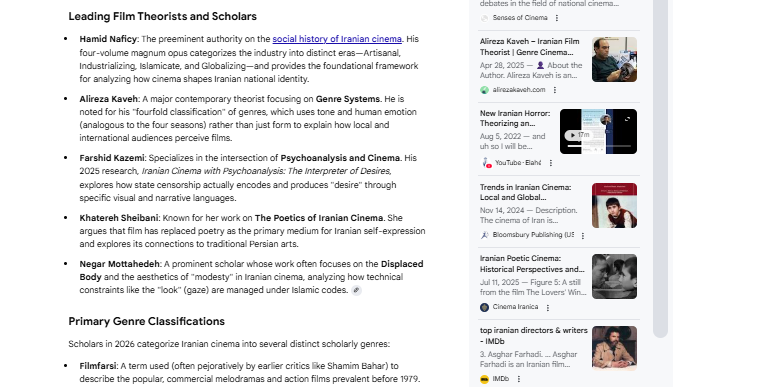 Leading Film Theorists and Scholars
Hamid Naficy: The preeminent authority on the social history of Iranian cinema. His
four-volume magnum opus categorizes the industry into distinct eras—Artisanal,
Industrializing, Islamicate, and Globalizing—and provides the foundational framework
for analyzing how cinema shapes Iranian national identity.
Alireza Kaveh: A major contemporary theorist focusing on Genre Systems. He is
noted for his "fourfold classification" of genres, which uses tone and human emotion
(analogous to the four seasons) rather than just form to explain how local and
international audiences perceive films.
Farshid Kazemi: Specializes in the intersection of Psychoanalysis and Cinema. His
2025 research, Iranian Cinema with Psychoanalysis: The Interpreter of Desires,
explores how state censorship actually encodes and produces "desire" through
specific visual and narrative languages.
Khatereh Sheibani: Known for her work on The Poetics of Iranian Cinema. She
argues that film has replaced poetry as the primary medium for Iranian self-expression
and explores its connections to traditional Persian arts.
Negar Mottahedeh: A prominent scholar whose work often focuses on the Displaced
Body and the aesthetics of "modesty" in Iranian cinema, analyzing how technical
constraints like the "look" (gaze) are managed under Islamic codes.
Primary Genre Classifications
Scholars in 2026 categorize Iranian cinema into several distinct scholarly genres:
Filmfarsi: A term used (often pejoratively by earlier critics like Shamim Bahar) to
describe the popular, commercial melodramas and action films prevalent before 1979.
debates in the field of national cinema…
Senses of Cinema
Alireza Kaveh – Iranian Film
Theorist | Genre Cinema...
Apr 28, 2025 — 👤 About the
Author. Alireza Kaveh is an…
alirezakaveh.com
New Iranian Horror:
Theorizing an...
Aug 5, 2022 — and
uh so I will be…
17m
YouTube · Elahé
Trends in Iranian Cinema:
Local and Global...
Nov 14, 2024 — Description.
The cinema of Iran is…
Bloomsbury Publishing (US
Iranian Poetic Cinema:
Historical Perspectives and...
Jul 11, 2025 — Figure 5: A still
from the film The Lovers' Win…
Cinema Iranica
top iranian directors & writers
- IMDb
3. Asghar Farhadi. ... Asghar
Farhadi is an Iranian film…
IMDb